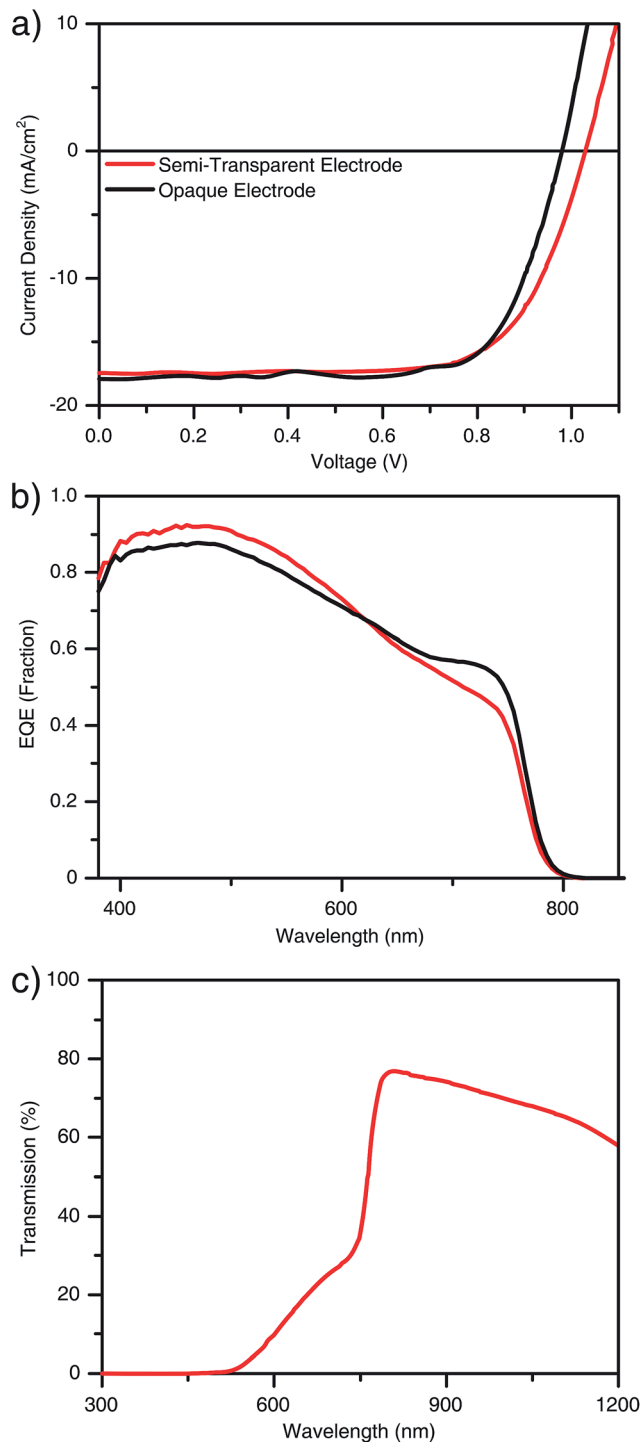 a)
10
0
-10
-20
Current Density (mA/cm²)
Semi-Transparent Electrode
Opaque Electrode
0.0 0.2 0.4 0.6 0.8 1.0
Voltage (V)
b)
1.0
0.8
0.6
0.4
0.2
0
EQE (Fraction)
400 600 800
Wavelength (nm)
c)
100
80
60
40
20
0
Transmission (%)
300 600 900 1200
Wavelength (nm)